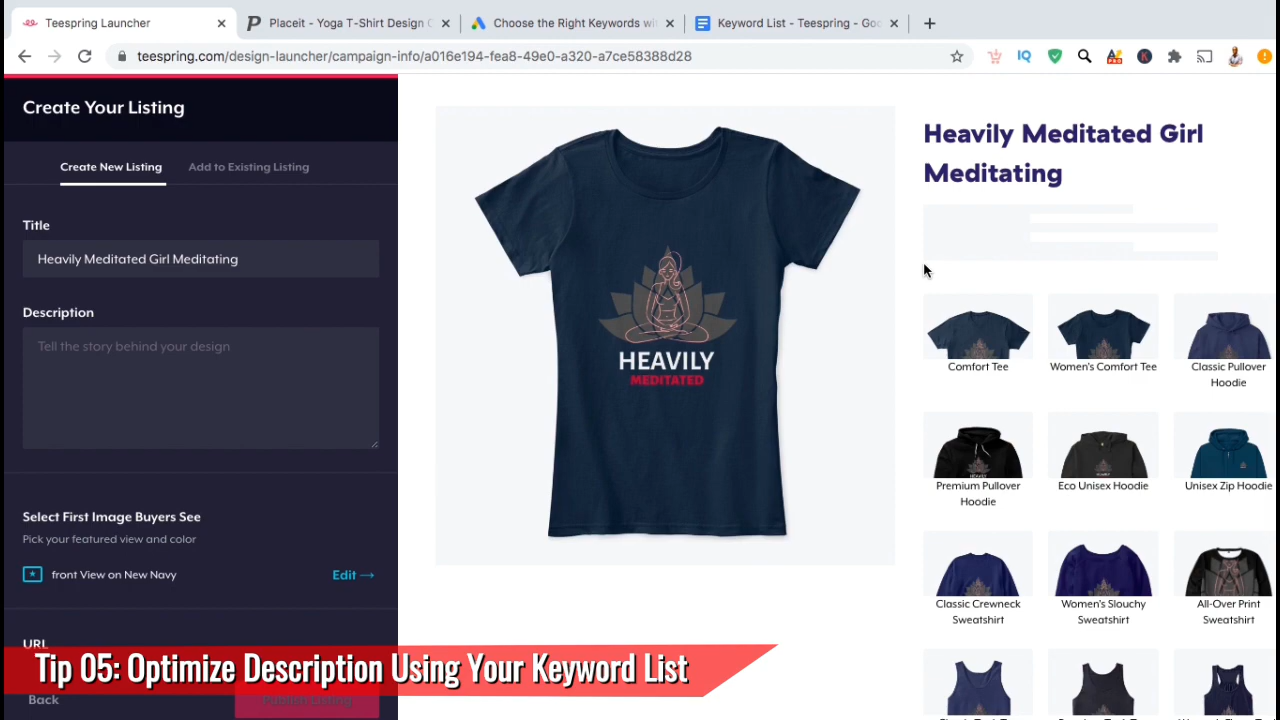 Teespring Launcher
Placeit - Yoga T-Shirt Design
Choose the Right Keywords wi
Keyword List - Teespring - Goo
teespring.com/design-launcher/campaign-info/a016e194-fea8-49e0-a320-a7ce58388d28
Create Your Listing
Create New Listing
Add to Existing Listing
Title
Heavily Meditated Girl Meditating
Description
Tell the story behind your design
Select First Image Buyers See
Pick your featured view and color
front View on New Navy
Edit →
URL
Back
Publish Listing
HEAVILY
MEDITATED
Heavily Meditated Girl
Meditating
Comfort Tee
Women's Comfort Tee
Classic Pullover
Hoodie
Premium Pullover
Hoodie
Eco Unisex Hoodie
Unisex Zip Hoodie
Classic Crewneck
Sweatshirt
Women's Slouchy
Sweatshirt
All-Over Print
Sweatshirt
Tip 05: Optimize Description Using Your Keyword List